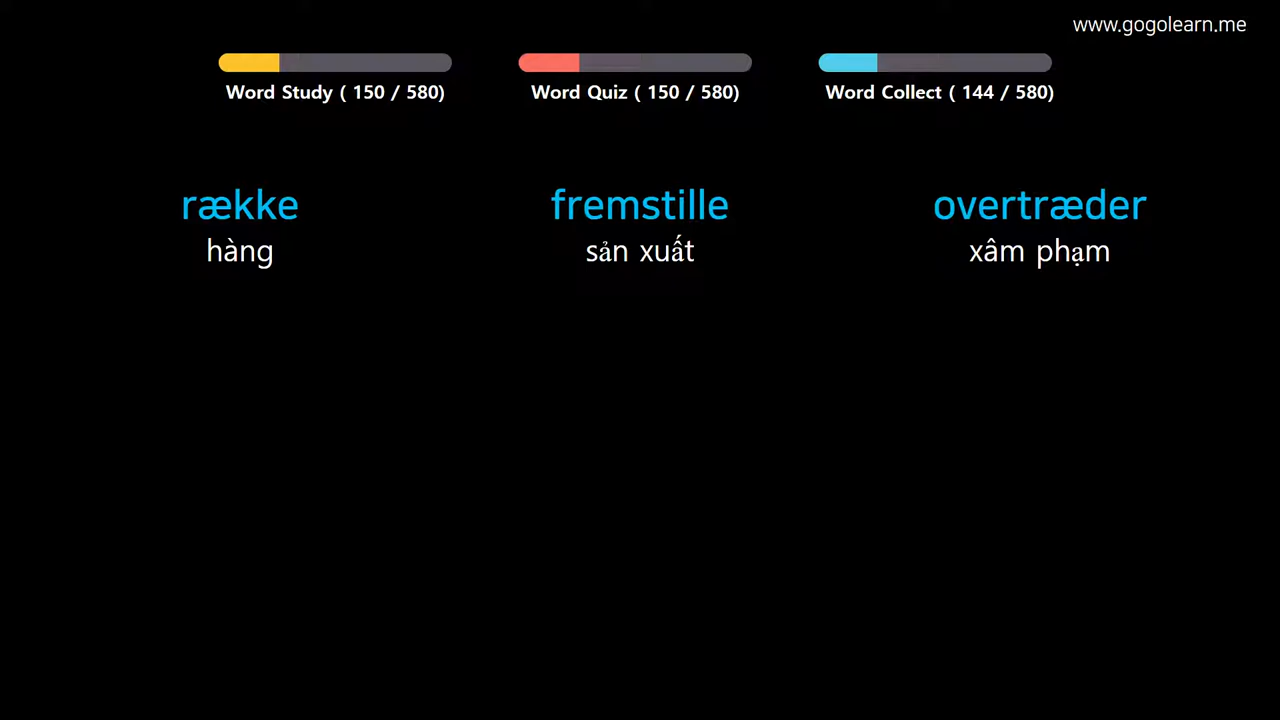 www.gogolearn.me
Word Study ( 150 / 580)
Word Quiz ( 150 / 580)
Word Collect ( 144 / 580)
række
hàng
fremstille
sản xuất
overtræder
xâm phạm